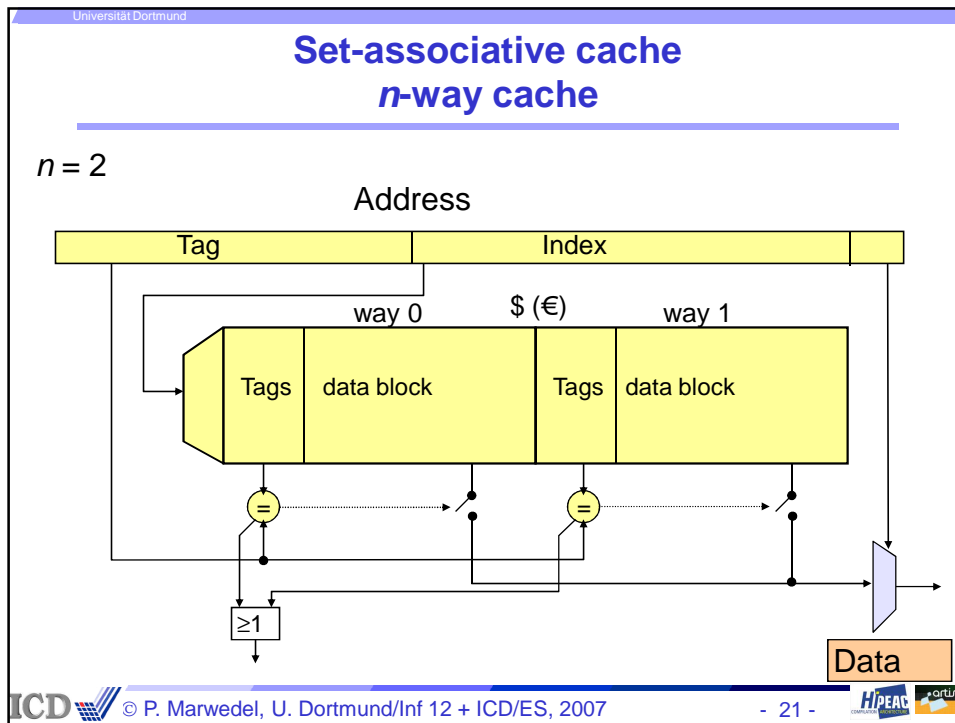 Universität Dortmund
Set-associative cache
n-way cache
n = 2
Address
Tag Index
way 0 $ (€) way 1
Tags data block Tags data block
= =
≥1
Data
ICD © P. Marwedel, U. Dortmund/Inf 12 + ICD/ES, 2007 - 21 - HiPEAC artis